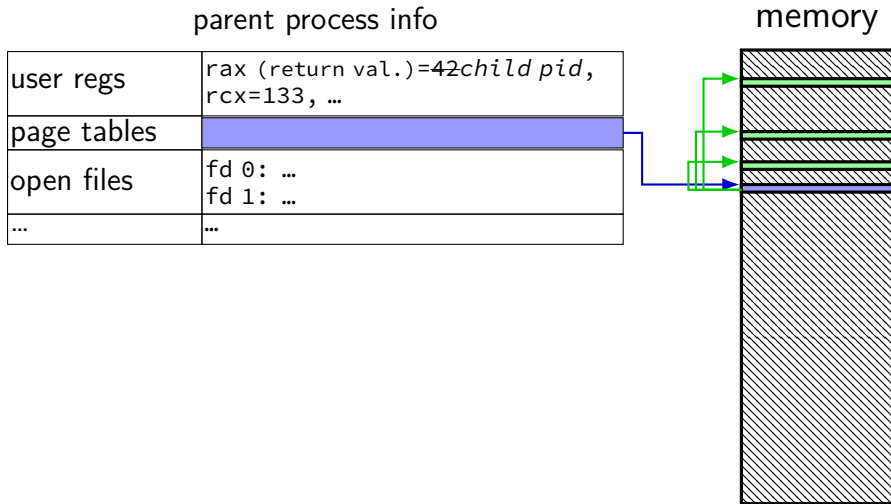 parent process info
memory
user regs
rax (return val.)=42child pid,
rcx=133, …
page tables
open files
fd 0: …
fd 1: …
…
…